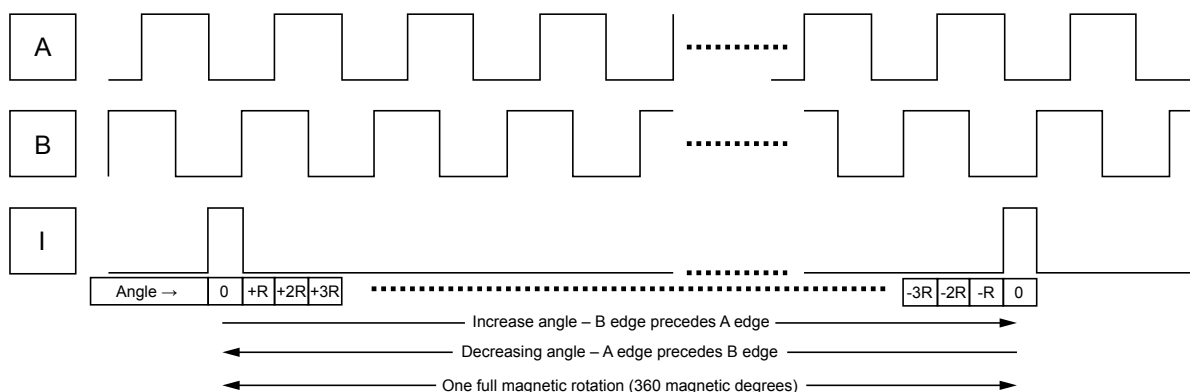 A
B
I
Angle → 0 +R +2R +3R -3R -2R -R 0
Increase angle – B edge precedes A edge
Decreasing angle – A edge precedes B edge
One full magnetic rotation (360 magnetic degrees)